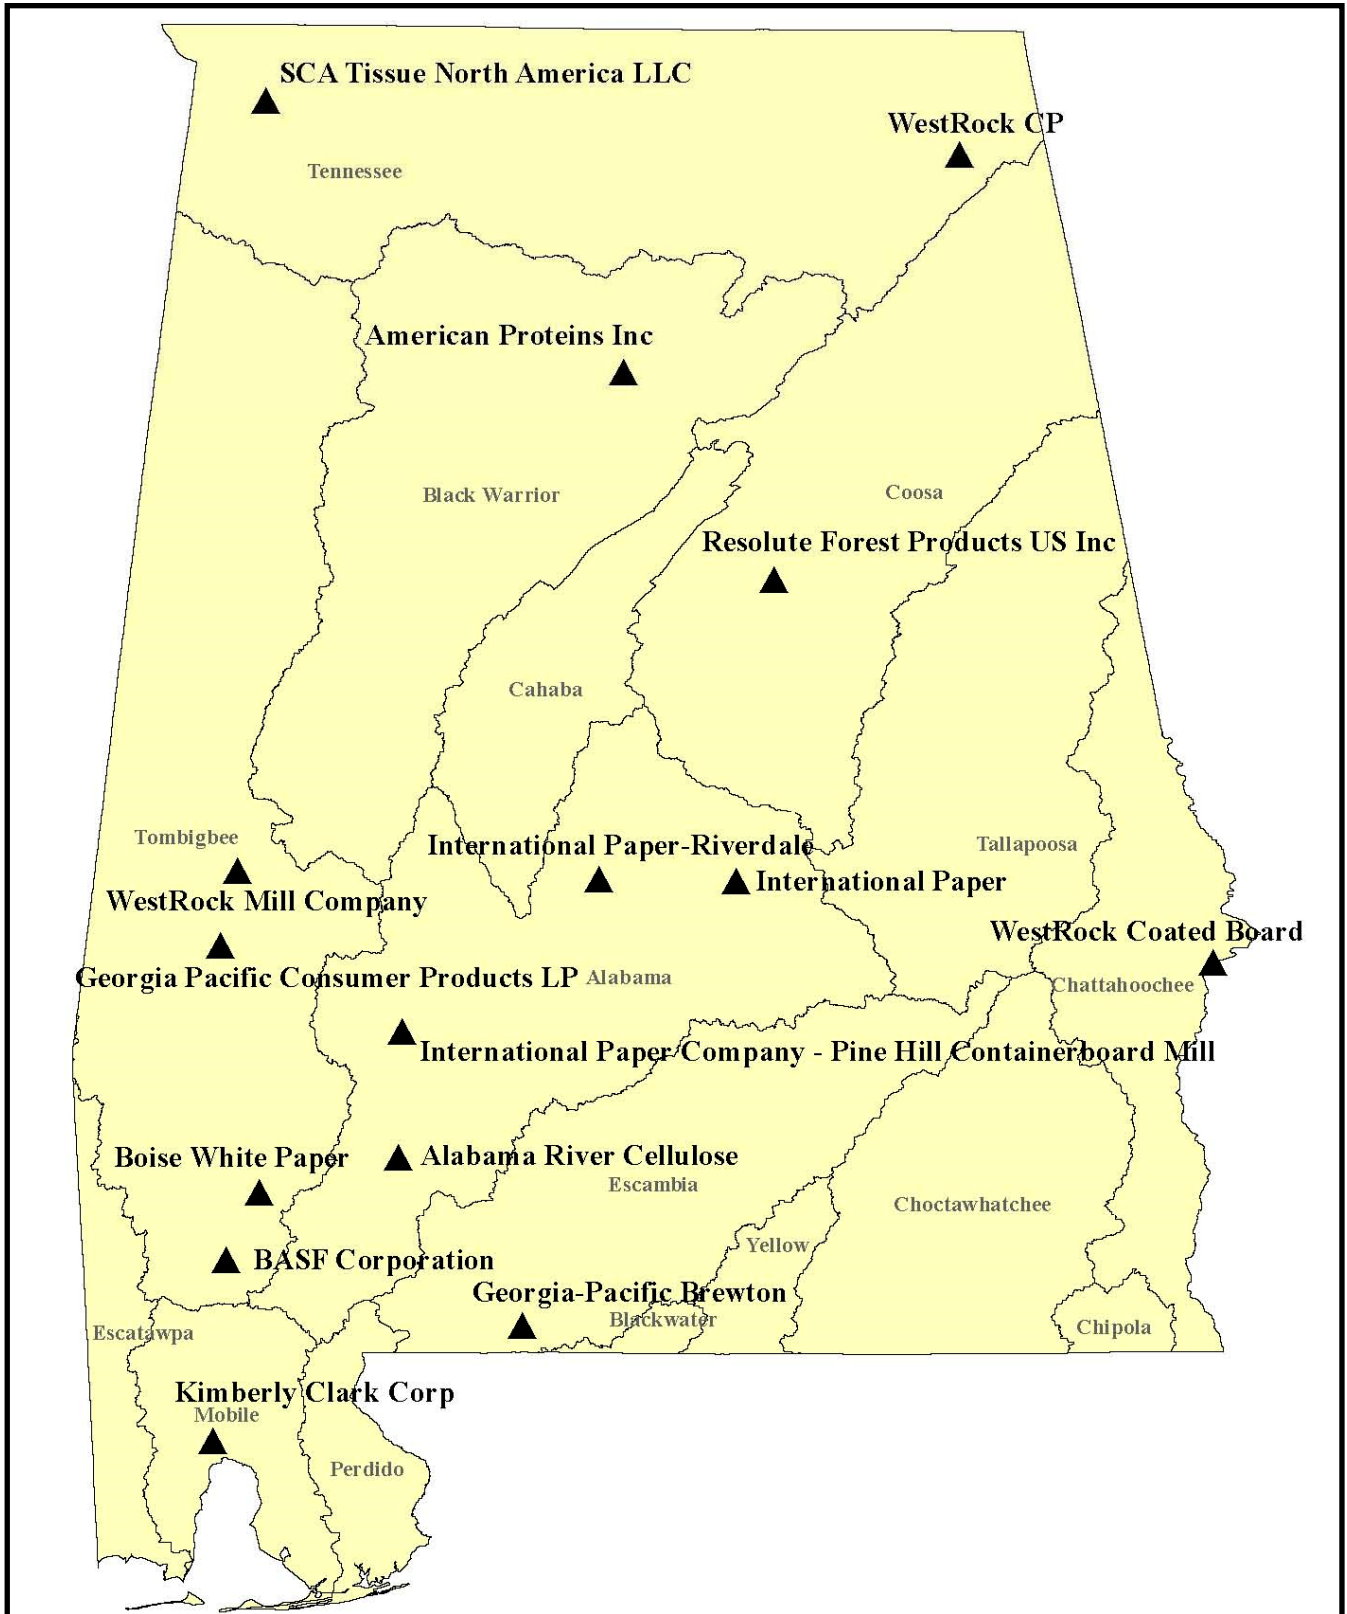 SCA Tissue North America LLC
WestRock CP
Tennessee
American Proteins Inc
Black Warrior
Coosa
Resolute Forest Products US Inc
Cahaba
Tombigbee
International Paper-Riverdale
Tallapoosa
International Paper
WestRock Mill Company
WestRock Coated Board
Georgia Pacific Consumer Products LP
Alabama
Chattahoochee
International Paper Company - Pine Hill Containerboard Mill
Boise White Paper
Alabama River Cellulose
Escambia
Choctawhatchee
Yellow
BASF Corporation
Georgia-Pacific Brewton
Blackwater
Chipola
Escatawpa
Kimberly Clark Corp
Mobile
Perdido